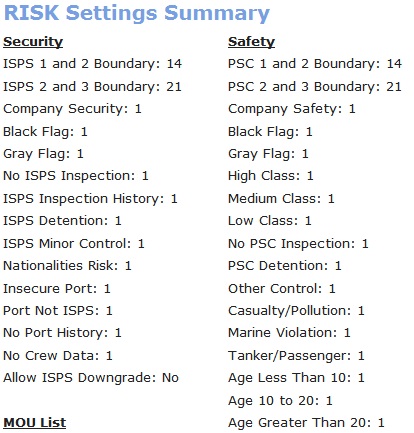 RISK Settings Summary
Security
ISPS 1 and 2 Boundary: 14
ISPS 2 and 3 Boundary: 21
Company Security: 1
Black Flag: 1
Gray Flag: 1
No ISPS Inspection: 1
ISPS Inspection History: 1
ISPS Detention: 1
ISPS Minor Control: 1
Nationalities Risk: 1
Insecure Port: 1
Port Not ISPS: 1
No Port History: 1
No Crew Data: 1
Allow ISPS Downgrade: No
MOU List
Safety
PSC 1 and 2 Boundary: 14
PSC 2 and 3 Boundary: 21
Company Safety: 1
Black Flag: 1
Gray Flag: 1
High Class: 1
Medium Class: 1
Low Class: 1
No PSC Inspection: 1
PSC Detention: 1
Other Control: 1
Casualty/Pollution: 1
Marine Violation: 1
Tanker/Passenger: 1
Age Less Than 10: 1
Age 10 to 20: 1
Age Greater Than 20: 1